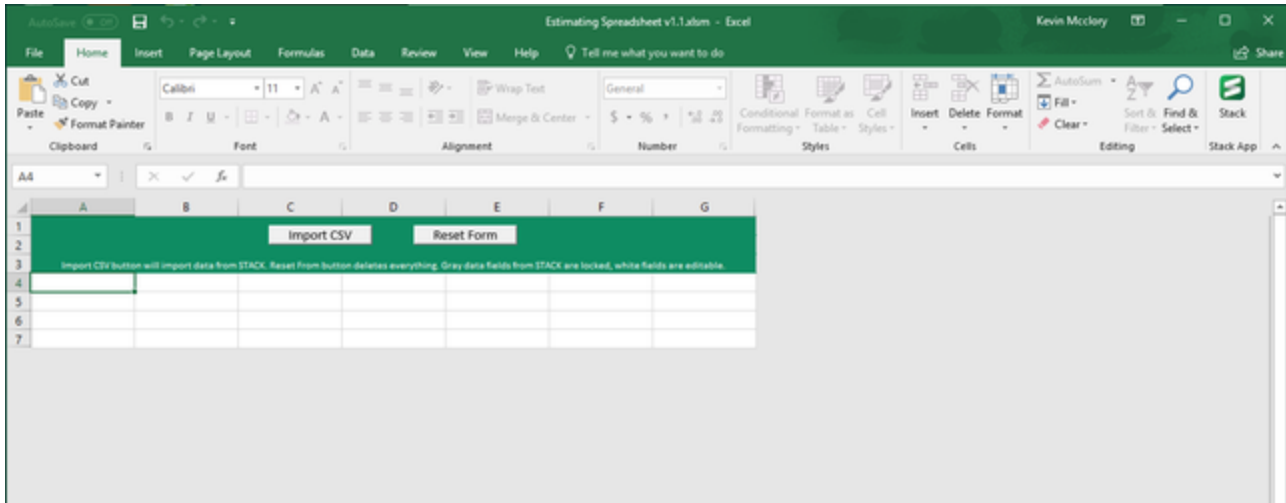 AutoSave Off Estimating Spreadsheet v1.1.xlsm - Excel Kevin Mcclory
File Home Insert Page Layout Formulas Data Review View Help Tell me what you want to do Share
Paste Cut Copy Format Painter Calibri 11 A A Wrap Text General Conditional Formatting Format as Table Cell Styles Insert Delete Format AutoSum Fill Clear Sort & Filter Find & Select Stack
B I U A Merge & Center $ % ,
Clipboard Font Alignment Number Styles Cells Editing Stack App
A4 fx
A B C D E F G
1 Import CSV Reset Form
2
3 Import CSV button will import data from STACK. Reset From button deletes everything. Gray data fields from STACK are locked, white fields are editable.
4
5
6
7